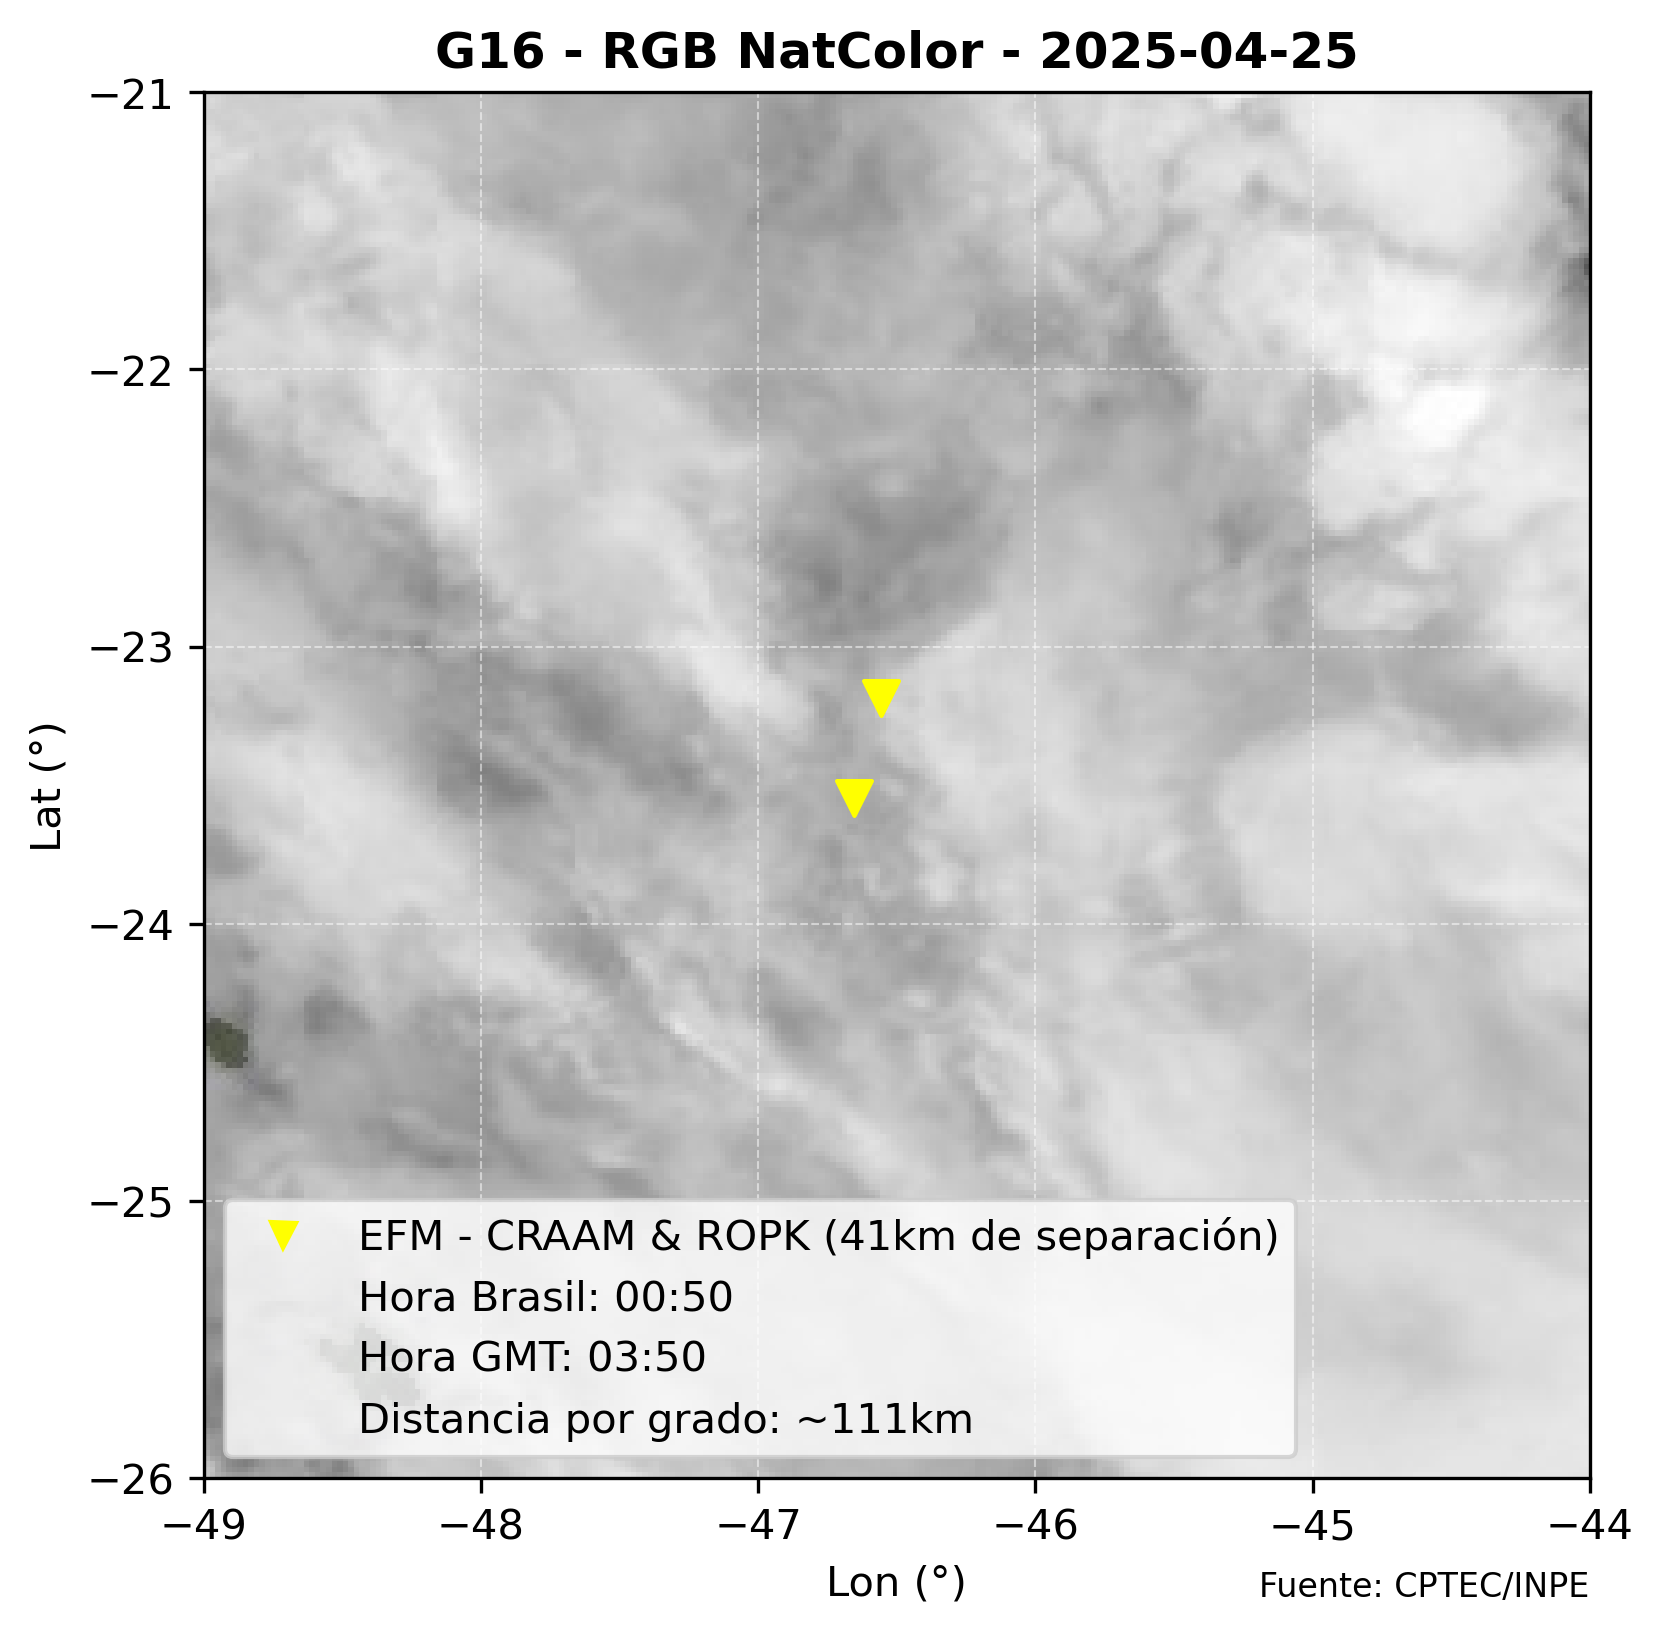 G16 - RGB NatColor - 2025-04-25
−21
−22
−23
−24
−25
−26
Lat (°)
EFM - CRAAM & ROPK (41km de separación)
Hora Brasil: 00:50
Hora GMT: 03:50
Distancia por grado: ~111km
−49 −48 −47 −46 −45 −44
Lon (°)
Fuente: CPTEC/INPE